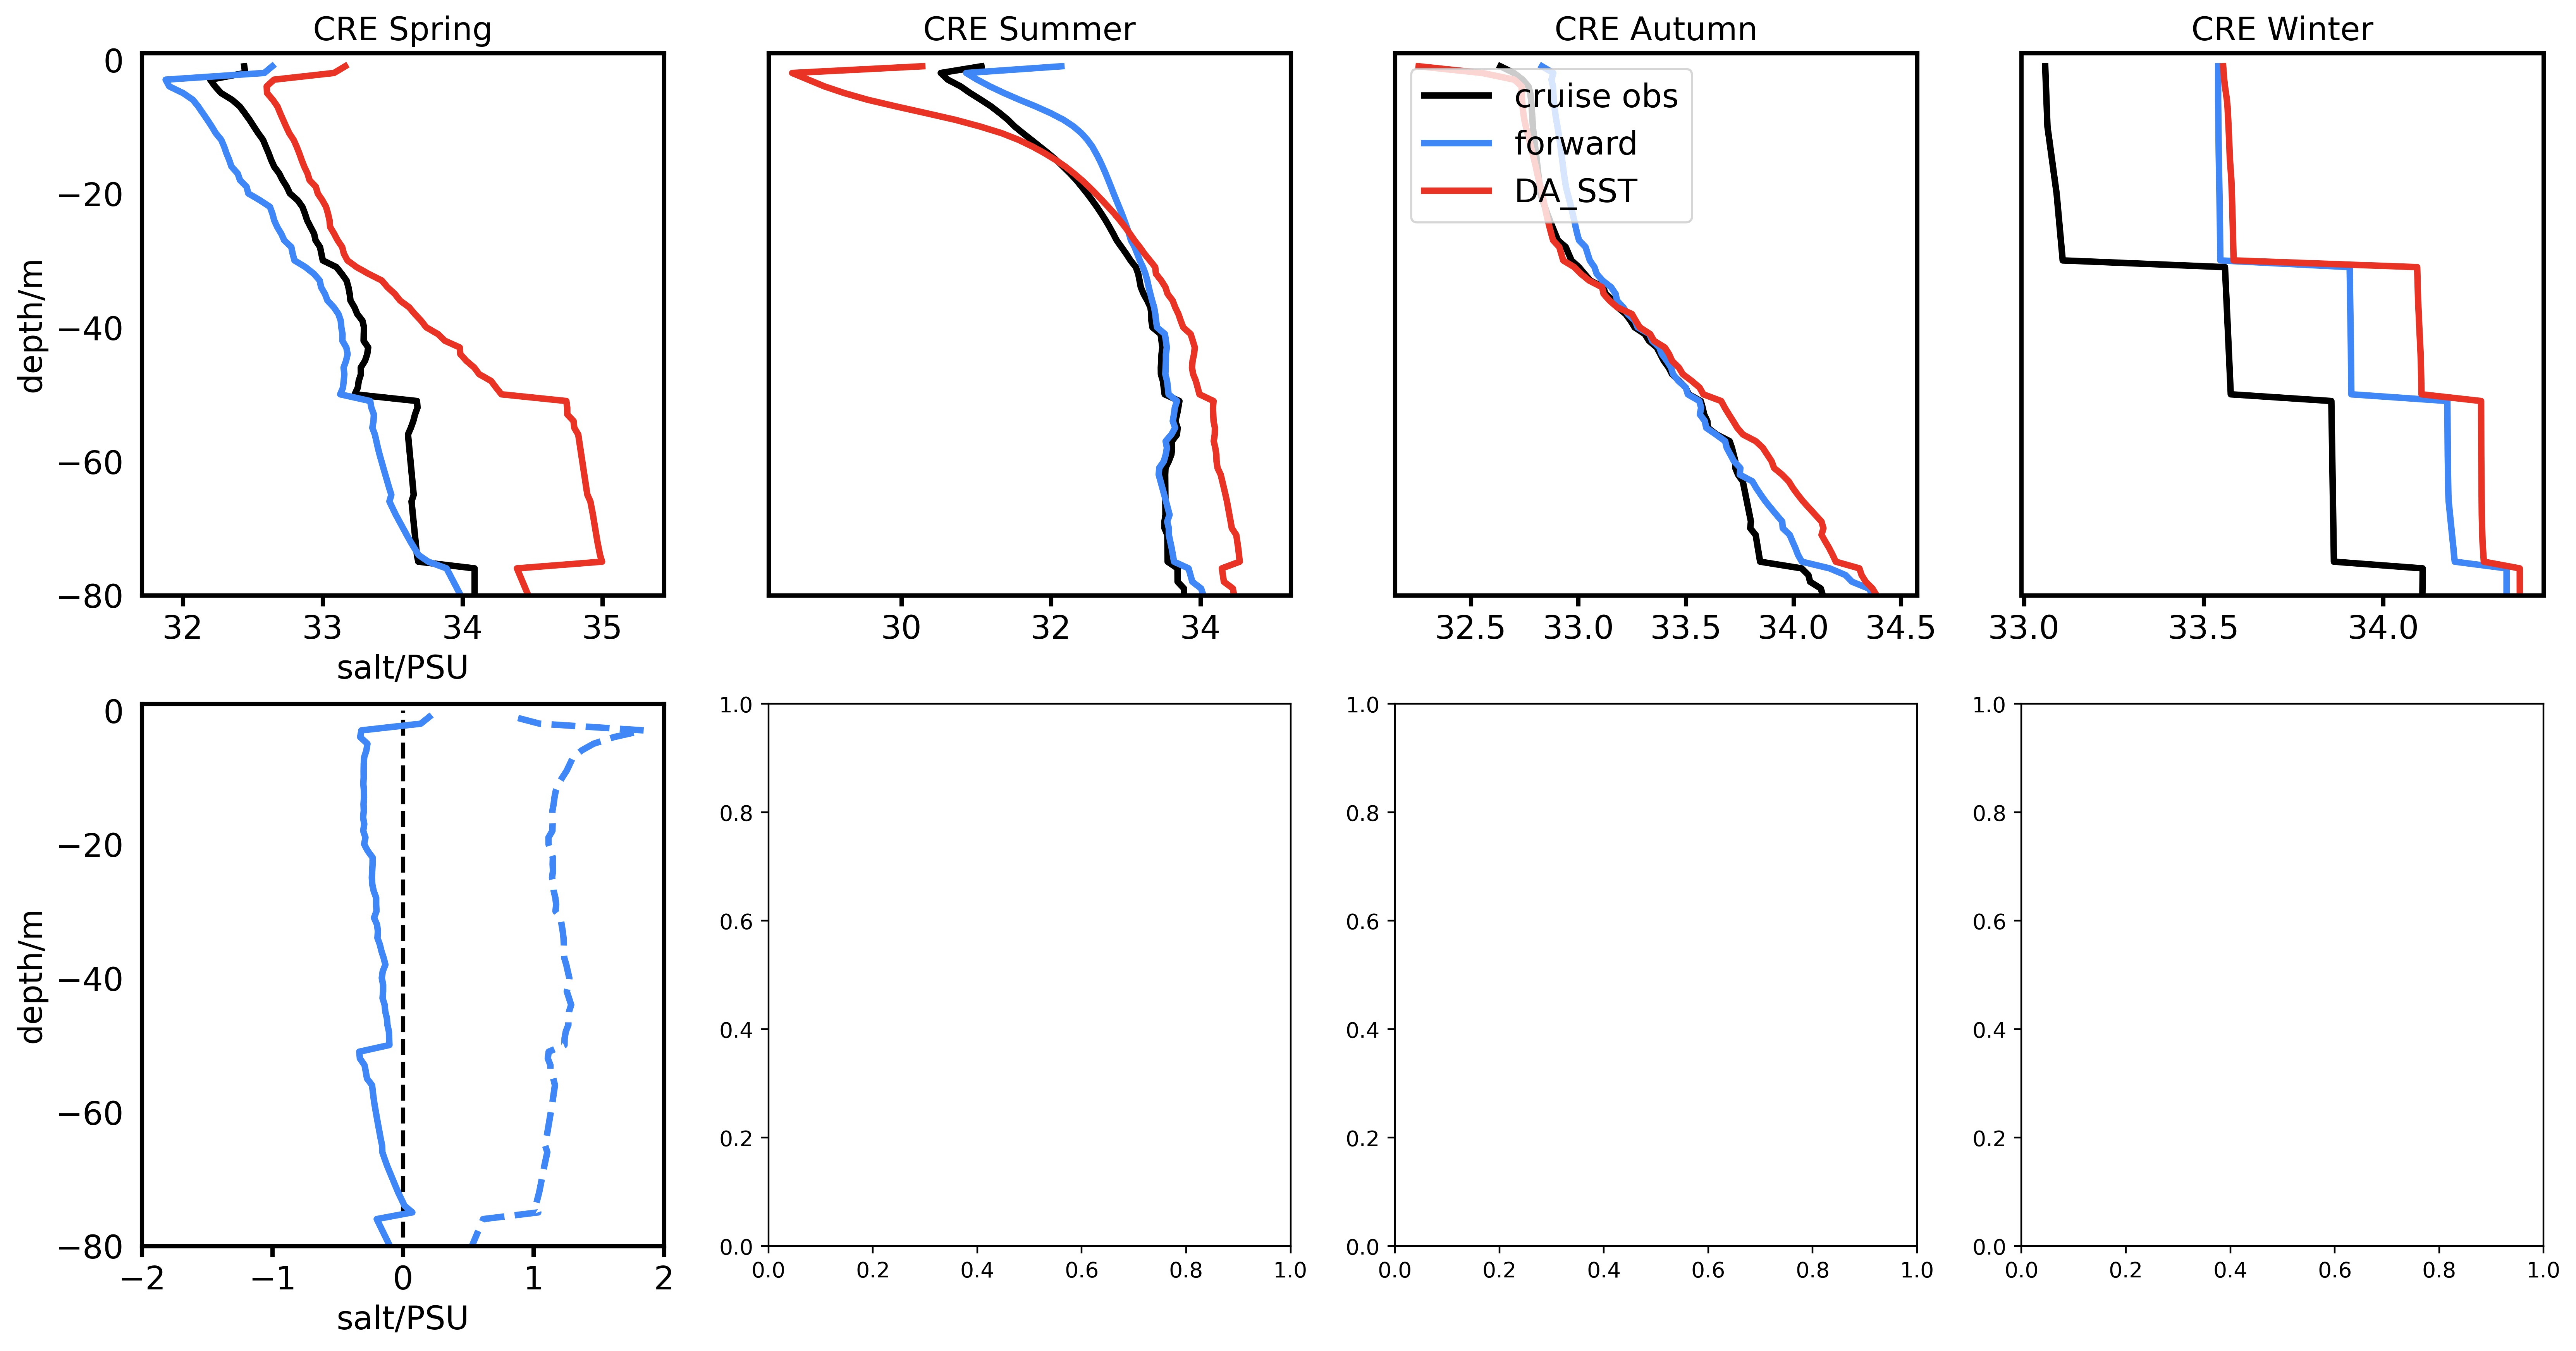 CRE Spring CRE Summer CRE Autumn CRE Winter
0
−20
−40
−60
−80
depth/m
32 33 34 35
salt/PSU
30 32 34
cruise obs
forward
DA_SST
32.5 33.0 33.5 34.0 34.5
33.0 33.5 34.0
0
−20
−40
−60
−80
depth/m
−2 −1 0 1 2
salt/PSU
1.0
0.8
0.6
0.4
0.2
0.0
0.0 0.2 0.4 0.6 0.8 1.0
1.0
0.8
0.6
0.4
0.2
0.0
0.0 0.2 0.4 0.6 0.8 1.0
1.0
0.8
0.6
0.4
0.2
0.0
0.0 0.2 0.4 0.6 0.8 1.0